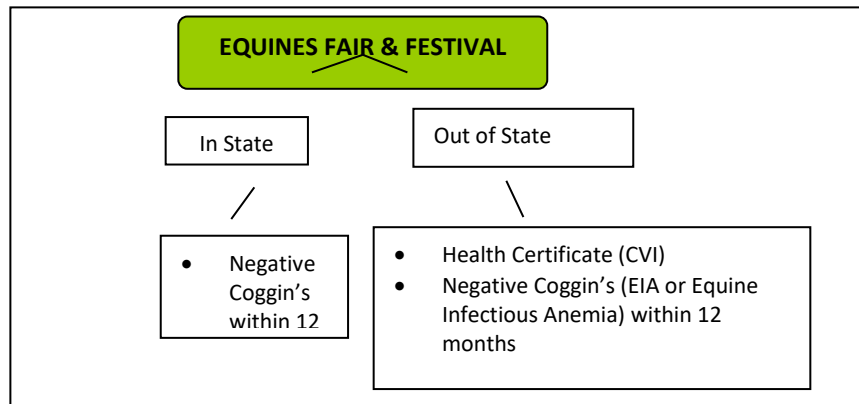 EQUINES FAIR & FESTIVAL
In State
Out of State
• Negative
Coggin’s
within 12
• Health Certificate (CVI)
• Negative Coggin’s (EIA or Equine
Infectious Anemia) within 12
months